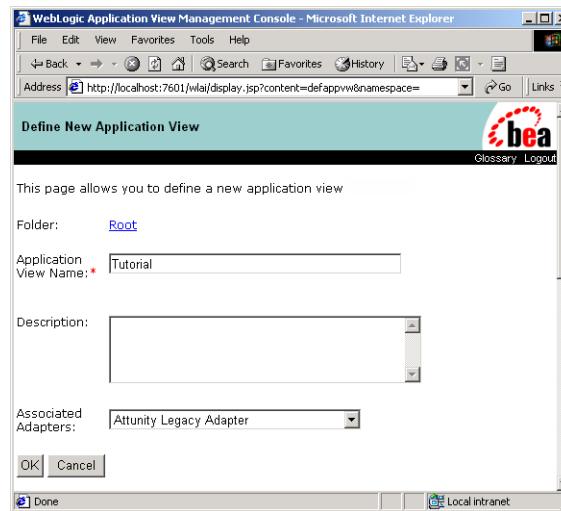 WebLogic Application View Management Console - Microsoft Internet Explorer
File Edit View Favorites Tools Help
Back Search Favorites History
Address http://localhost:7601/wlai/display.jsp?content=defappvw&namespace= Go Links
Define New Application View
bea
Glossary Logout
This page allows you to define a new application view
Folder: Root
Application
View Name:* Tutorial
Description:
Associated
Adapters: Attunity Legacy Adapter
OK Cancel
Done Local intranet